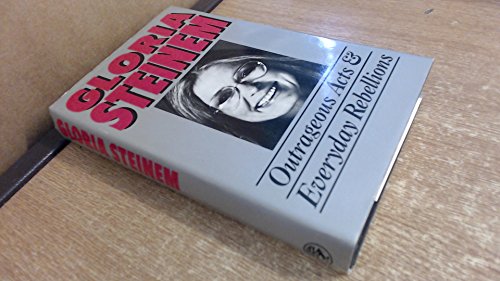 GLORIA
STEINEM
Outrageous Acts &
Everyday Rebellions
GLORIA STEINEM